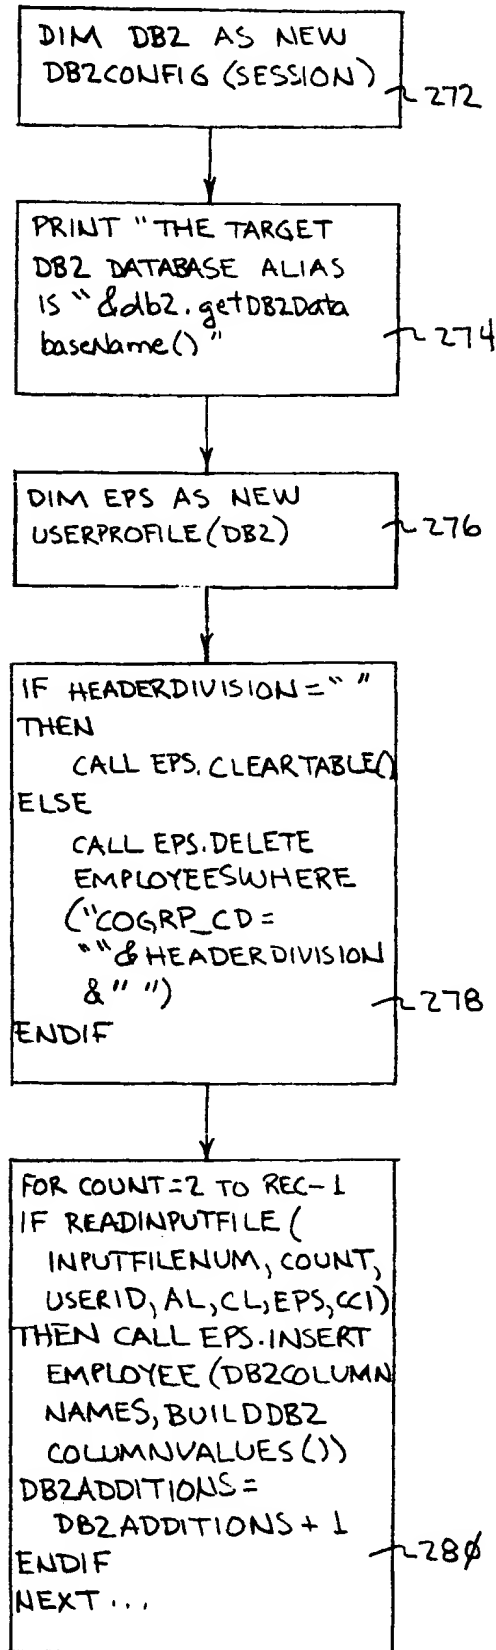 DIM DB2 AS NEW
DB2CONFIG (SESSION)
272
PRINT "THE TARGET
DB2 DATABASE ALIAS
IS "&db2.getDB2Data
baseName()"
274
DIM EPS AS NEW
USERPROFILE(DB2)
276
IF HEADERDIVISION=" "
THEN
CALL EPS.CLEARTABLE()
ELSE
CALL EPS.DELETE
EMPLOYEESWHERE
("COGRP_CD=
""&HEADERDIVISION
&" ")
278
ENDIF
FOR COUNT=2 TO REC-1
IF READINPUTFILE(
INPUTFILENUM, COUNT,
USERID, AL, CL, EPS, CCI)
THEN CALL EPS.INSERT
EMPLOYEE (DB2COLUMN
NAMES, BUILDDB2
COLUMNVALUES())
DB2ADDITIONS=
DB2ADDITIONS+1
ENDIF
280
NEXT...